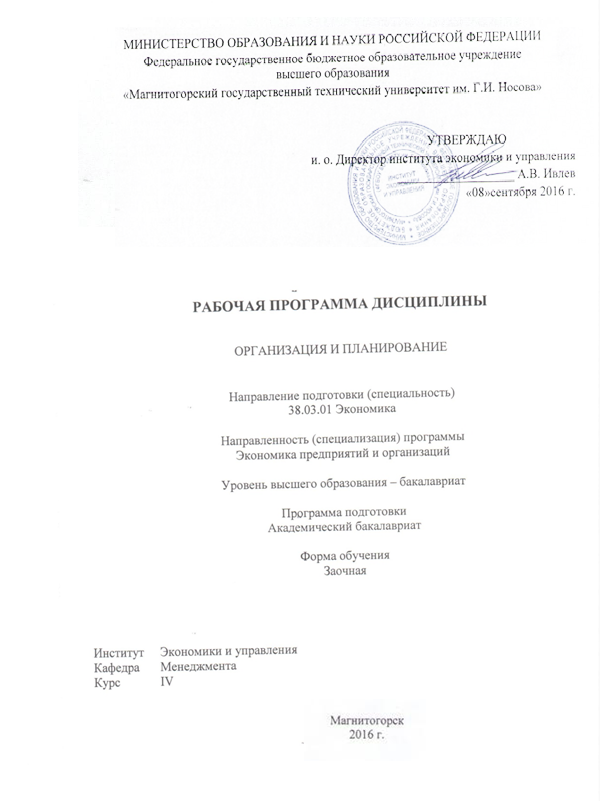 МИНИСТЕРСТВО ОБРАЗОВАНИЯ И НАУКИ РОССИЙСКОЙ ФЕДЕРАЦИИ
Федеральное государственное бюджетное образовательное учреждение
высшего образования
«Магнитогорский государственный технический университет им. Г.И. Носова»
УТВЕРЖДАЮ
и. о. Директор института экономики и управления
А.В. Ивлев
«08»сентября 2016 г.
ИНСТИТУТ
ЭКОНОМИКИ
И УПРАВЛЕНИЯ
РАБОЧАЯ ПРОГРАММА ДИСЦИПЛИНЫ
ОРГАНИЗАЦИЯ И ПЛАНИРОВАНИЕ
Направление подготовки (специальность)
38.03.01 Экономика
Направленность (специализация) программы
Экономика предприятий и организаций
Уровень высшего образования – бакалавриат
Программа подготовки
Академический бакалавриат
Форма обучения
Заочная
Институт Экономики и управления
Кафедра Менеджмента
Курс IV
Магнитогорск
2016 г.